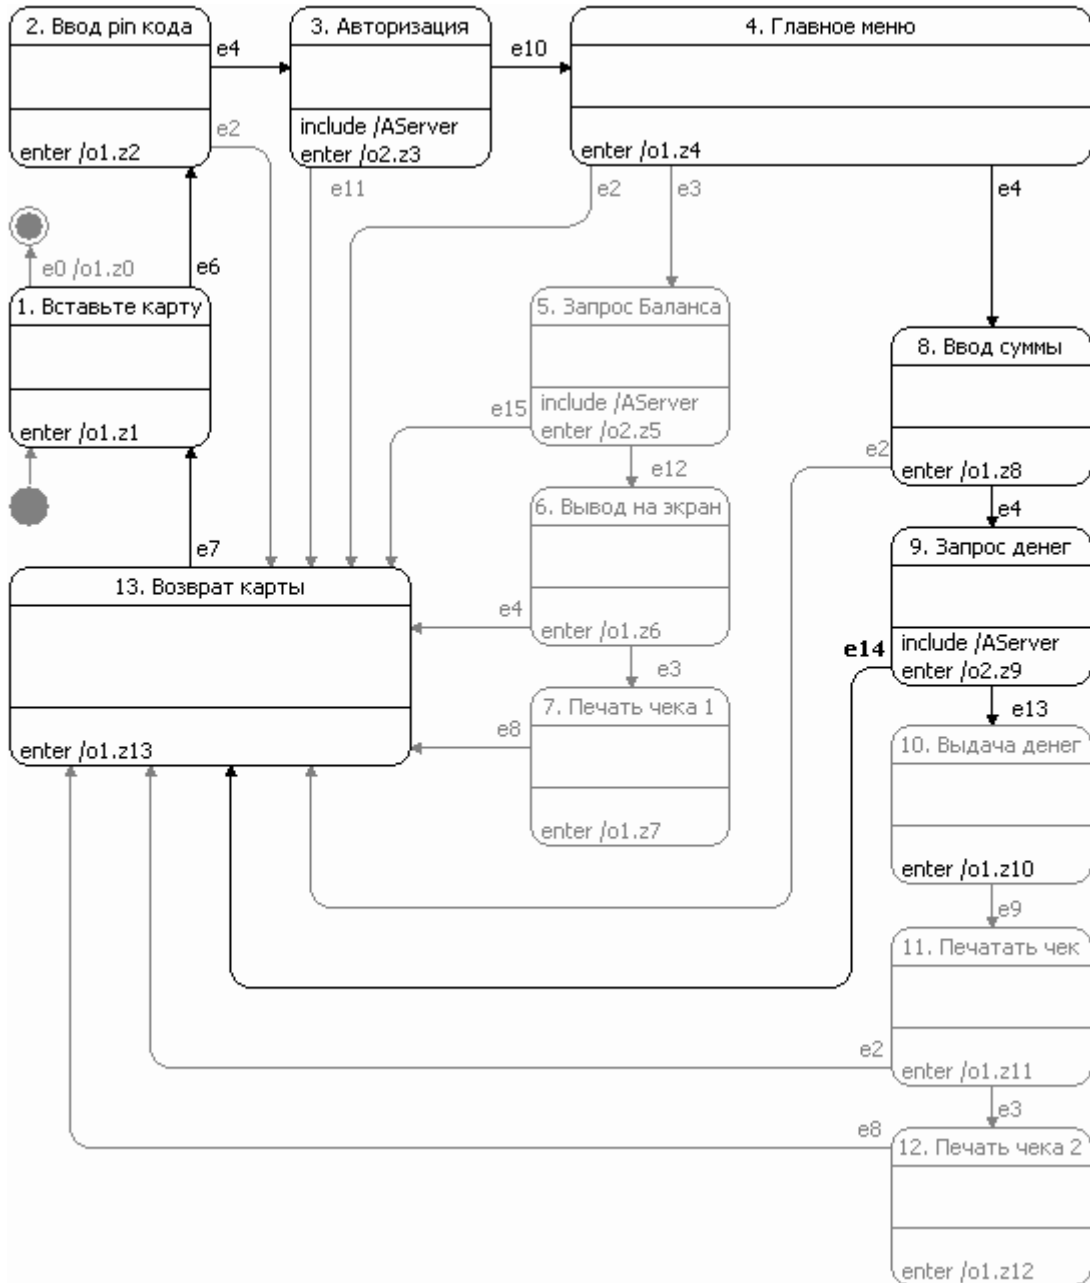 2. Ввод pin кода
enter /o1.z2
e4
e2
3. Авторизация
include /AServer
enter /o2.z3
e10
e11
4. Главное меню
enter /o1.z4
e2
e3
e4
e0 /o1.z0
e6
1. Вставьте карту
enter /o1.z1
5. Запрос Баланса
include /AServer
enter /o2.z5
e15
e12
8. Ввод суммы
enter /o1.z8
e2
e4
6. Вывод на экран
enter /o1.z6
e4
e3
9. Запрос денег
include /AServer
enter /o2.z9
e14
e13
e7
13. Возврат карты
enter /o1.z13
7. Печать чека 1
enter /o1.z7
e8
10. Выдача денег
enter /o1.z10
e9
11. Печатать чек
enter /o1.z11
e2
e3
e8
12. Печать чека 2
enter /o1.z12